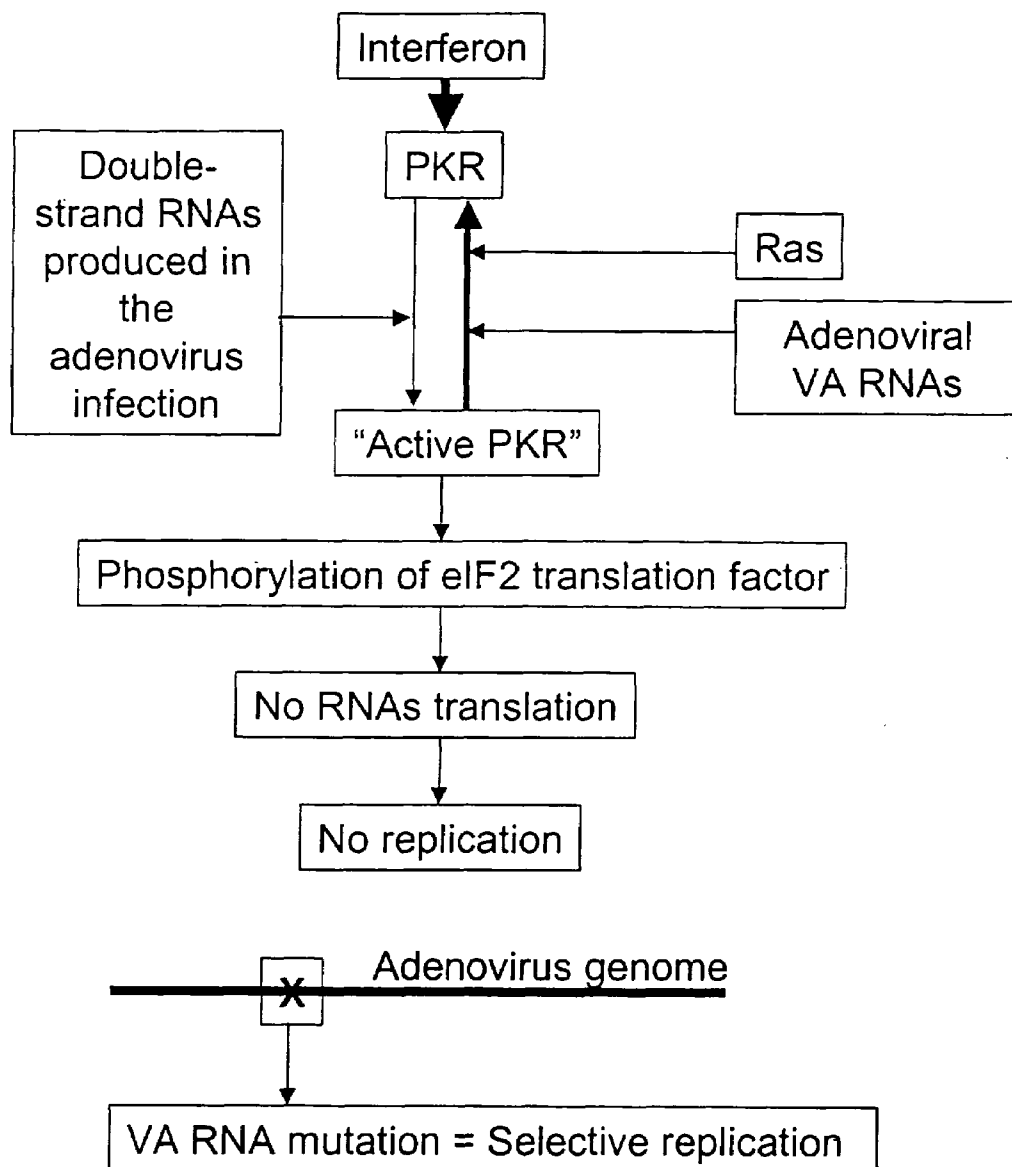 Interferon
PKR
Double-
strand RNAs
produced in
the
adenovirus
infection
Ras
Adenoviral
VA RNAs
“Active PKR”
Phosphorylation of eIF2 translation factor
No RNAs translation
No replication
Adenovirus genome
X
VA RNA mutation = Selective replication